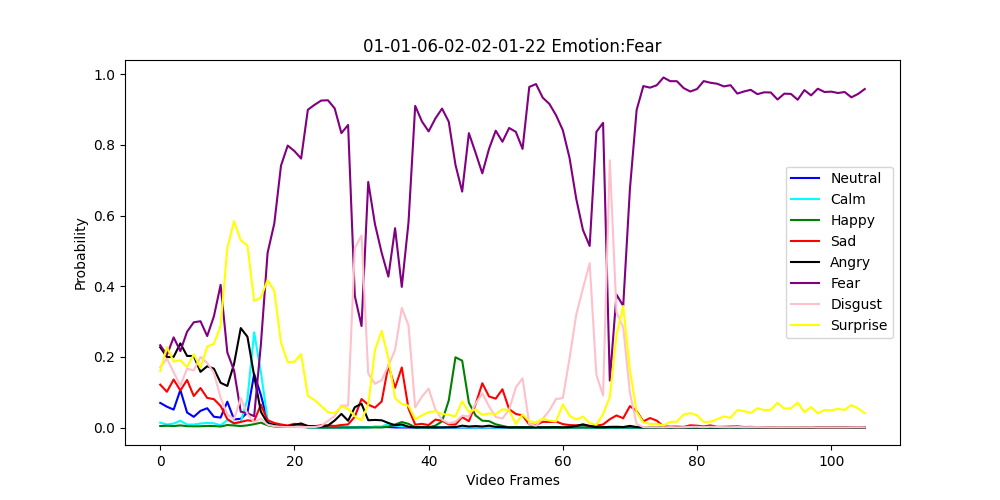 01-01-06-02-02-01-22 Emotion:Fear
Probability
1.0
0.8
0.6
0.4
0.2
0.0
Neutral
Calm
Happy
Sad
Angry
Fear
Disgust
Surprise
0 20 40 60 80 100
Video Frames